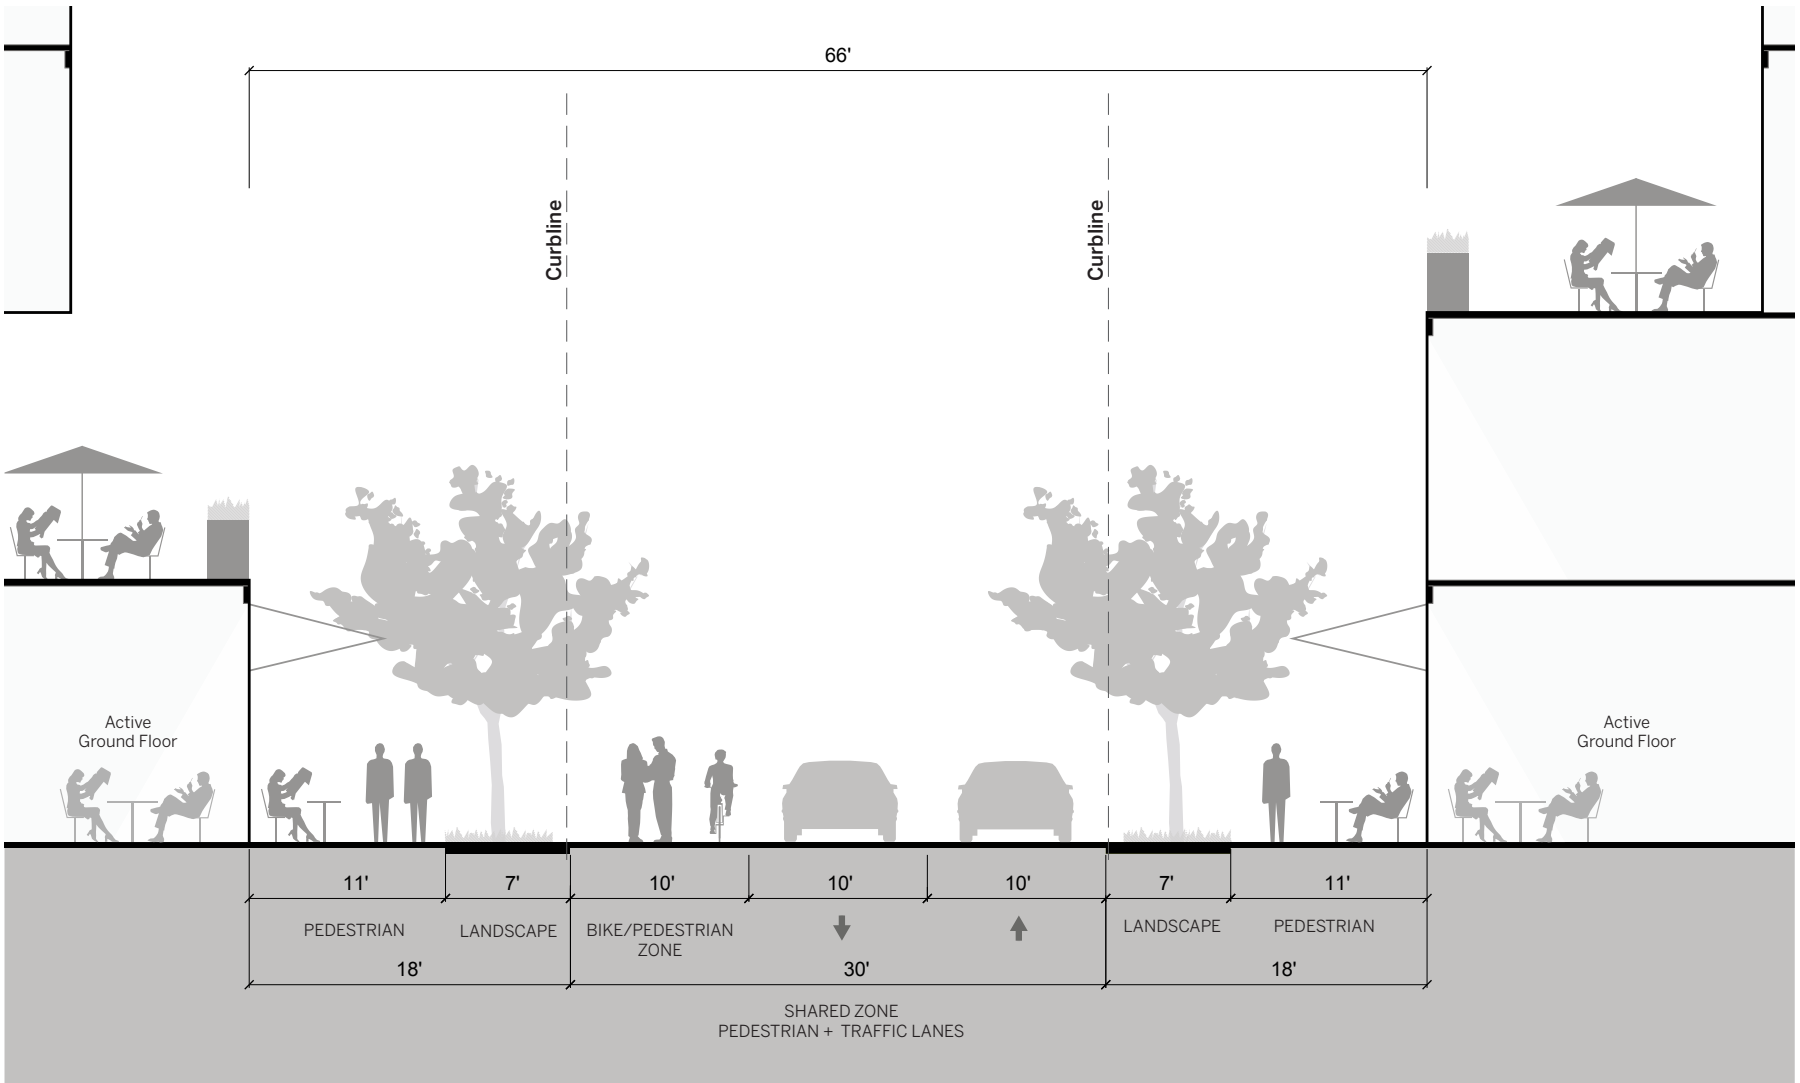 66'
Curbline
Curbline
Active
Ground Floor
Active
Ground Floor
11'
7'
10'
10'
10'
7'
11'
PEDESTRIAN
LANDSCAPE
BIKE/PEDESTRIAN
ZONE
LANDSCAPE
PEDESTRIAN
18'
30'
18'
SHARED ZONE
PEDESTRIAN + TRAFFIC LANES